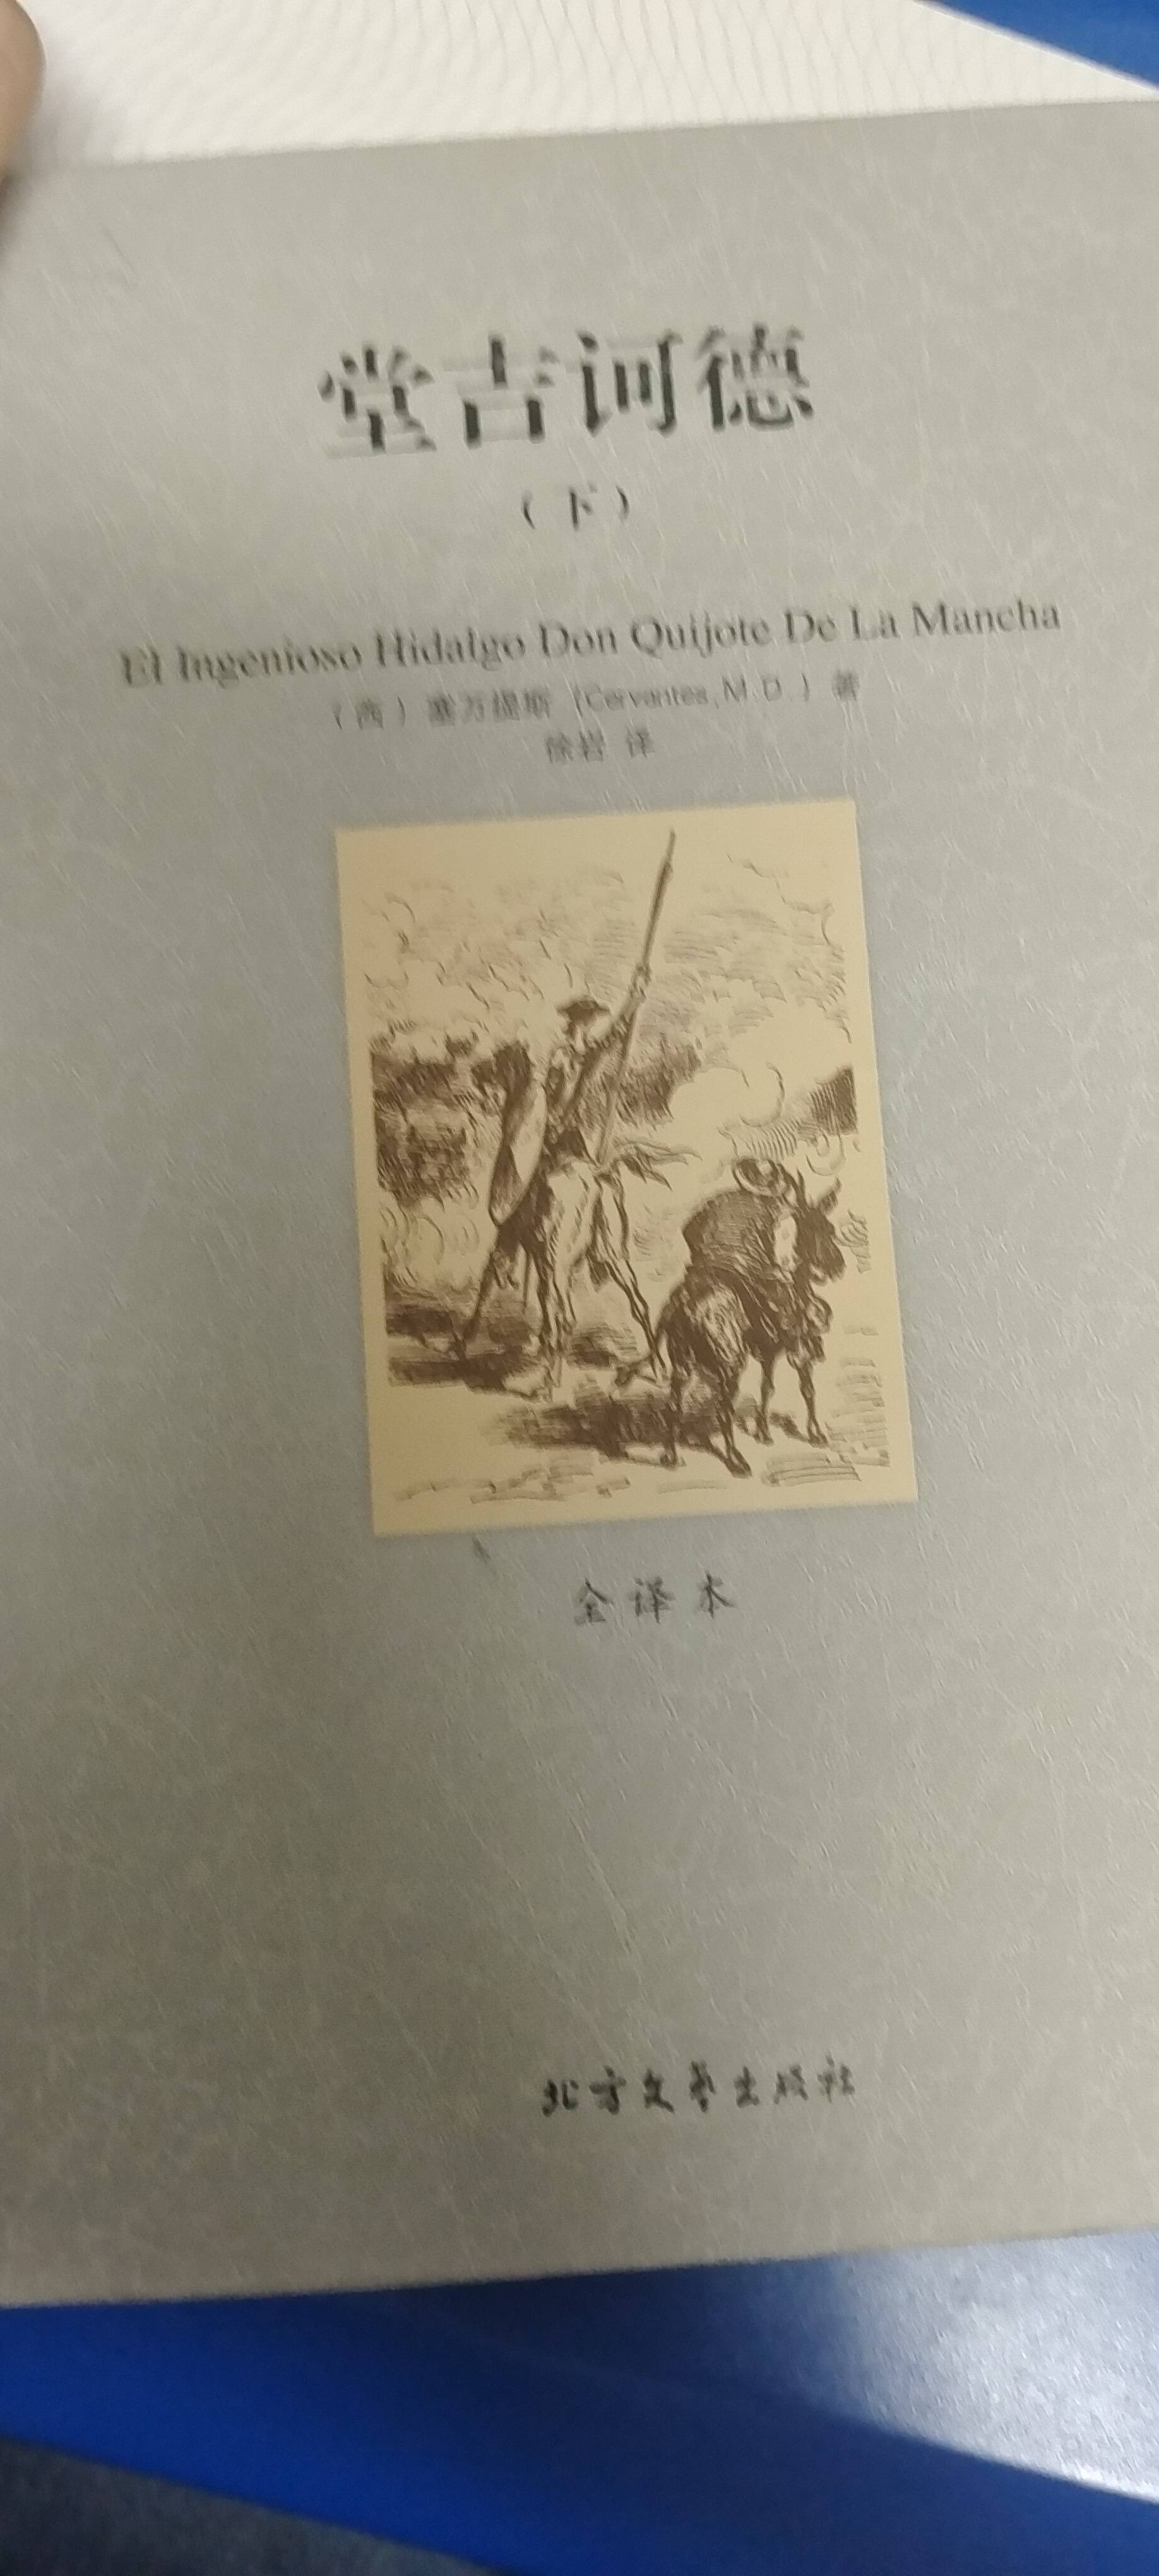 堂吉诃德
（下）
El Ingenioso Hidalgo Don Quijote De La Mancha
（西）塞万提斯（Cervantes,M.D.）著
徐岩 译
全译本
北方文艺出版社